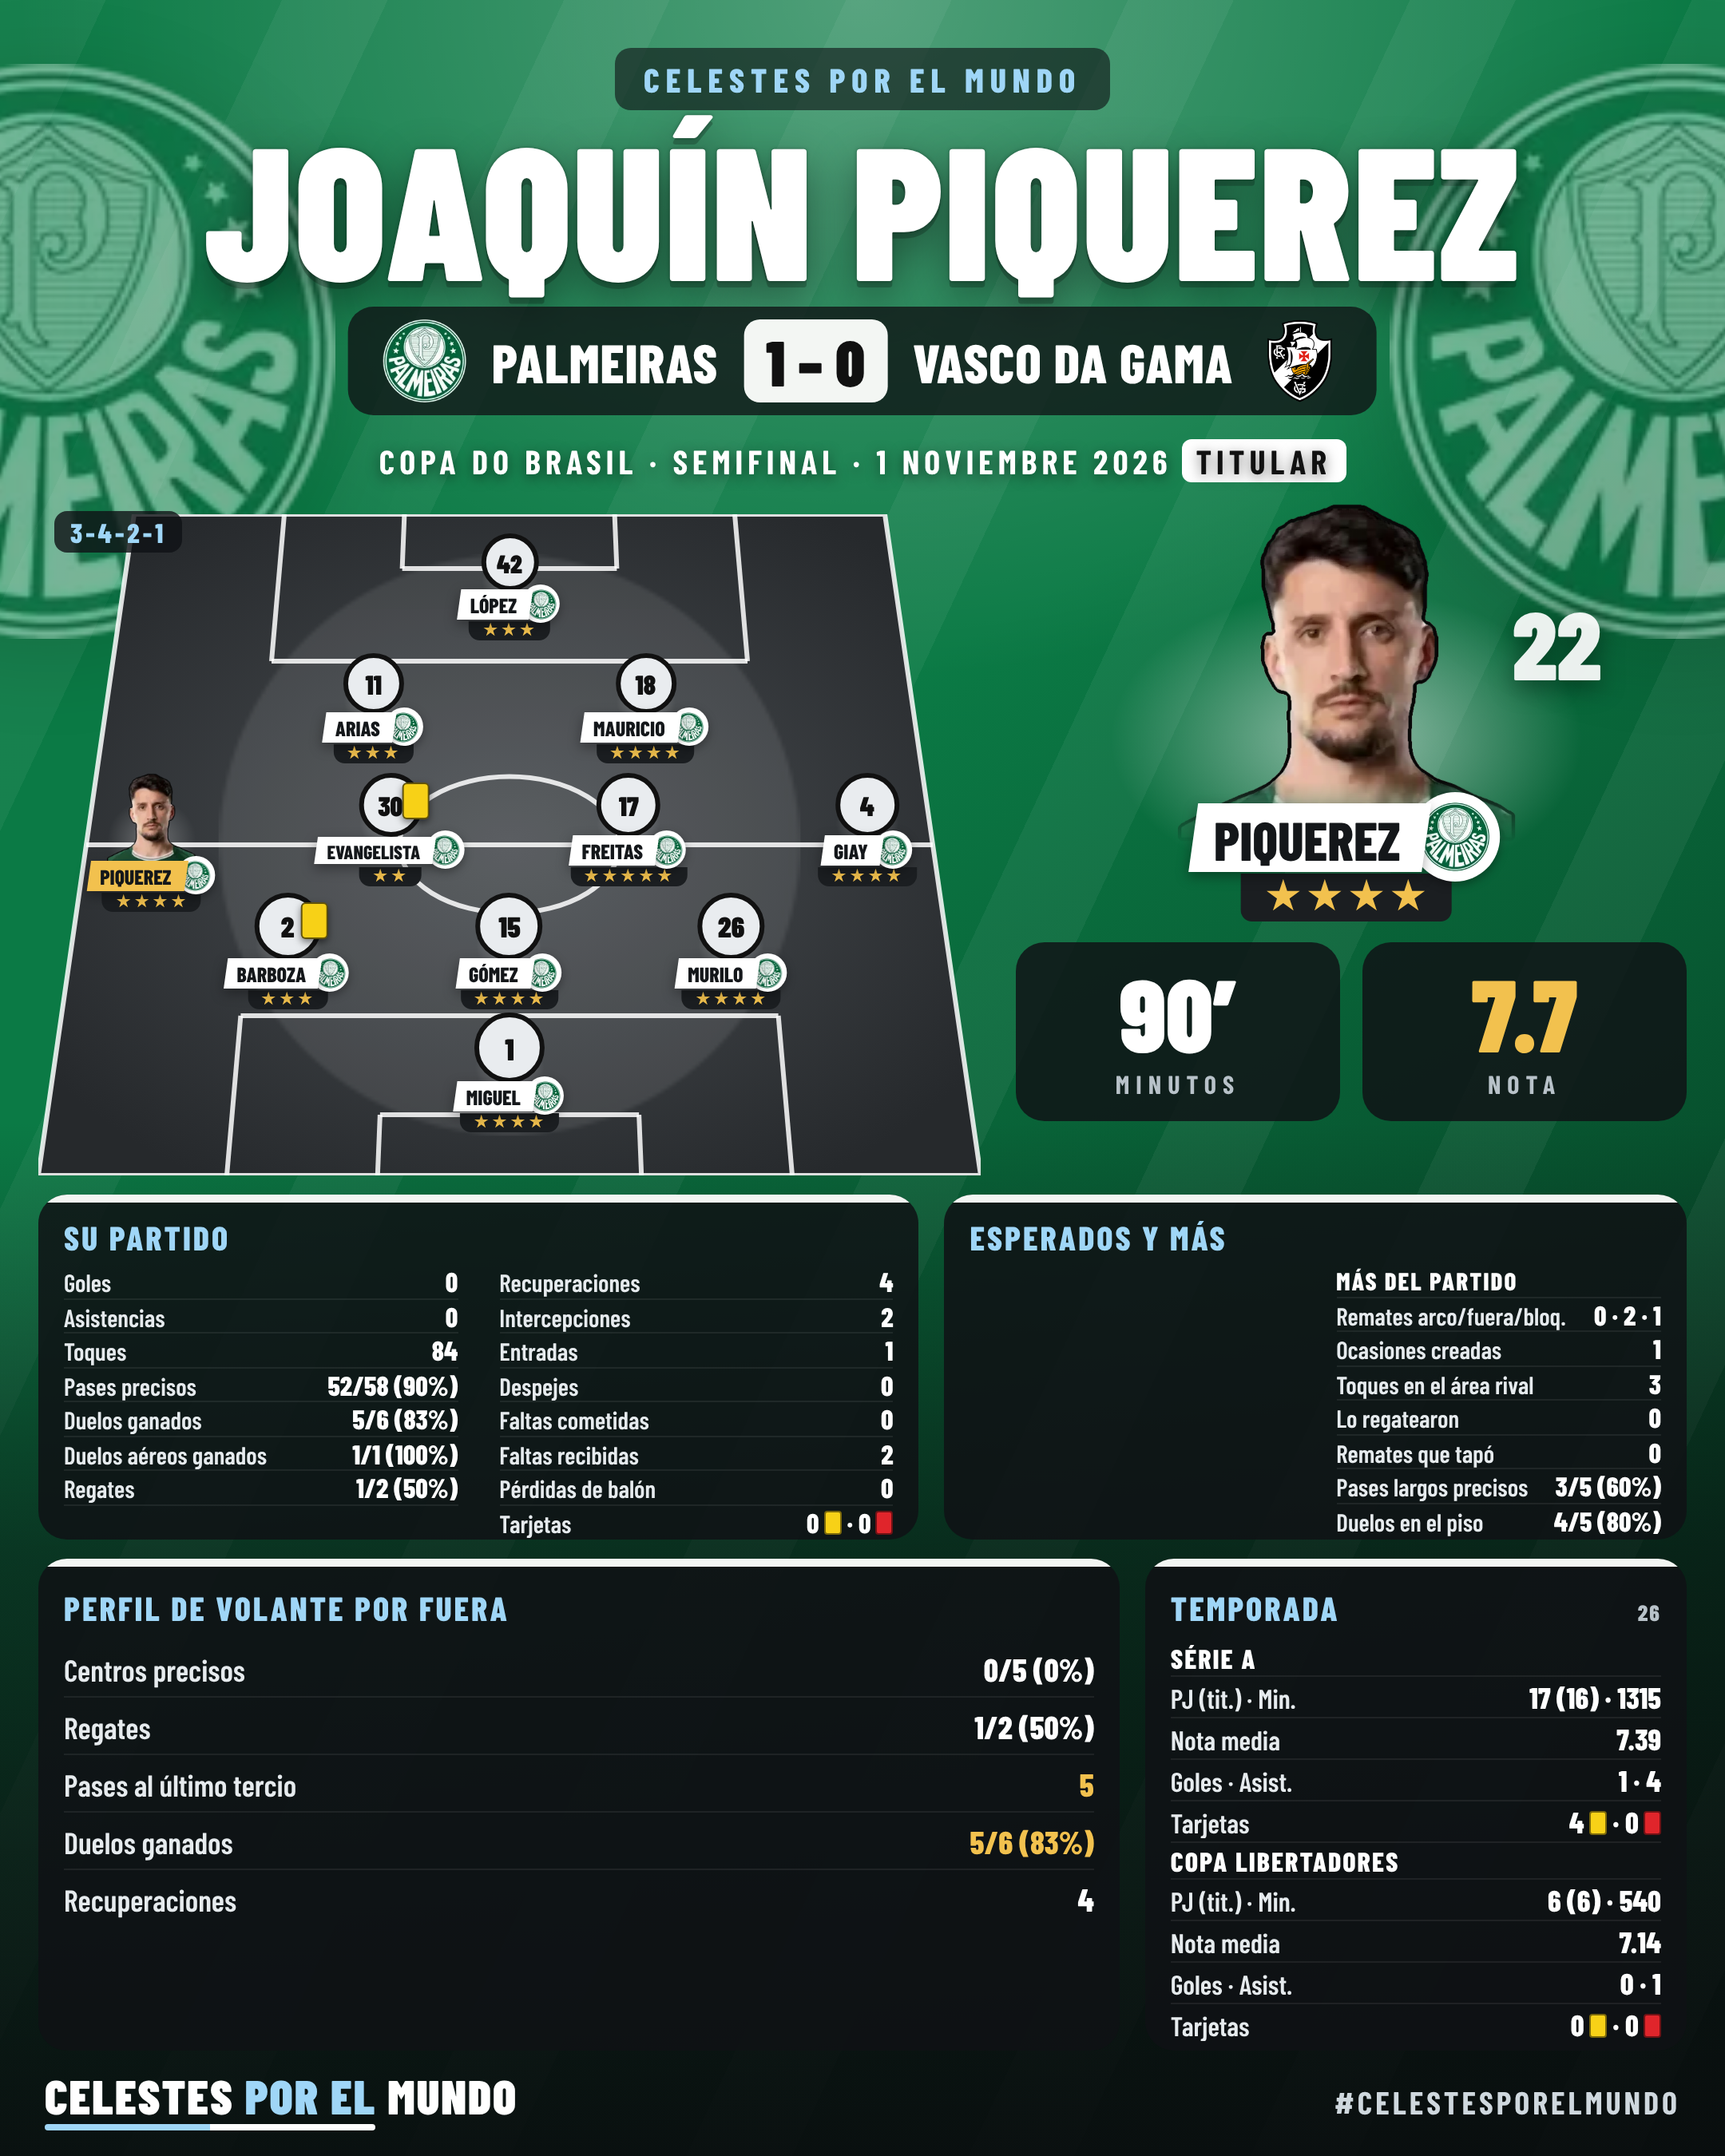 CELESTES POR EL MUNDO
JOAQUÍN PIQUEREZ
PALMEIRAS 1 - 0 VASCO DA GAMA
COPA DO BRASIL · SEMIFINAL · 1 NOVIEMBRE 2026 TITULAR
3-4-2-1
42
LÓPEZ
★★★
11
ARIAS
★★★
18
MAURICIO
★★★★
PIQUEREZ
★★★★
30
EVANGELISTA
★★
17
FREITAS
★★★★★
4
GIAY
★★★★
2
BARBOZA
★★★
15
GÓMEZ
★★★★
26
MURILO
★★★★
1
MIGUEL
★★★★
22
PIQUEREZ
★★★★
90′
MINUTOS
7.7
NOTA
SU PARTIDO
Goles 0
Asistencias 0
Toques 84
Pases precisos 52/58 (90%)
Duelos ganados 5/6 (83%)
Duelos aéreos ganados 1/1 (100%)
Regates 1/2 (50%)
Recuperaciones 4
Intercepciones 2
Entradas 1
Despejes 0
Faltas cometidas 0
Faltas recibidas 2
Pérdidas de balón 0
Tarjetas 0 · 0
ESPERADOS Y MÁS
MÁS DEL PARTIDO
Remates arco/fuera/bloq. 0 · 2 · 1
Ocasiones creadas 1
Toques en el área rival 3
Lo regatearon 0
Remates que tapó 0
Pases largos precisos 3/5 (60%)
Duelos en el piso 4/5 (80%)
PERFIL DE VOLANTE POR FUERA
Centros precisos 0/5 (0%)
Regates 1/2 (50%)
Pases al último tercio 5
Duelos ganados 5/6 (83%)
Recuperaciones 4
TEMPORADA 26
SÉRIE A
PJ (tit.) · Min. 17 (16) · 1315
Nota media 7.39
Goles · Asist. 1 · 4
Tarjetas 4 · 0
COPA LIBERTADORES
PJ (tit.) · Min. 6 (6) · 540
Nota media 7.14
Goles · Asist. 0 · 1
Tarjetas 0 · 0
CELESTES POR EL MUNDO
#CELESTESPORELMUNDO